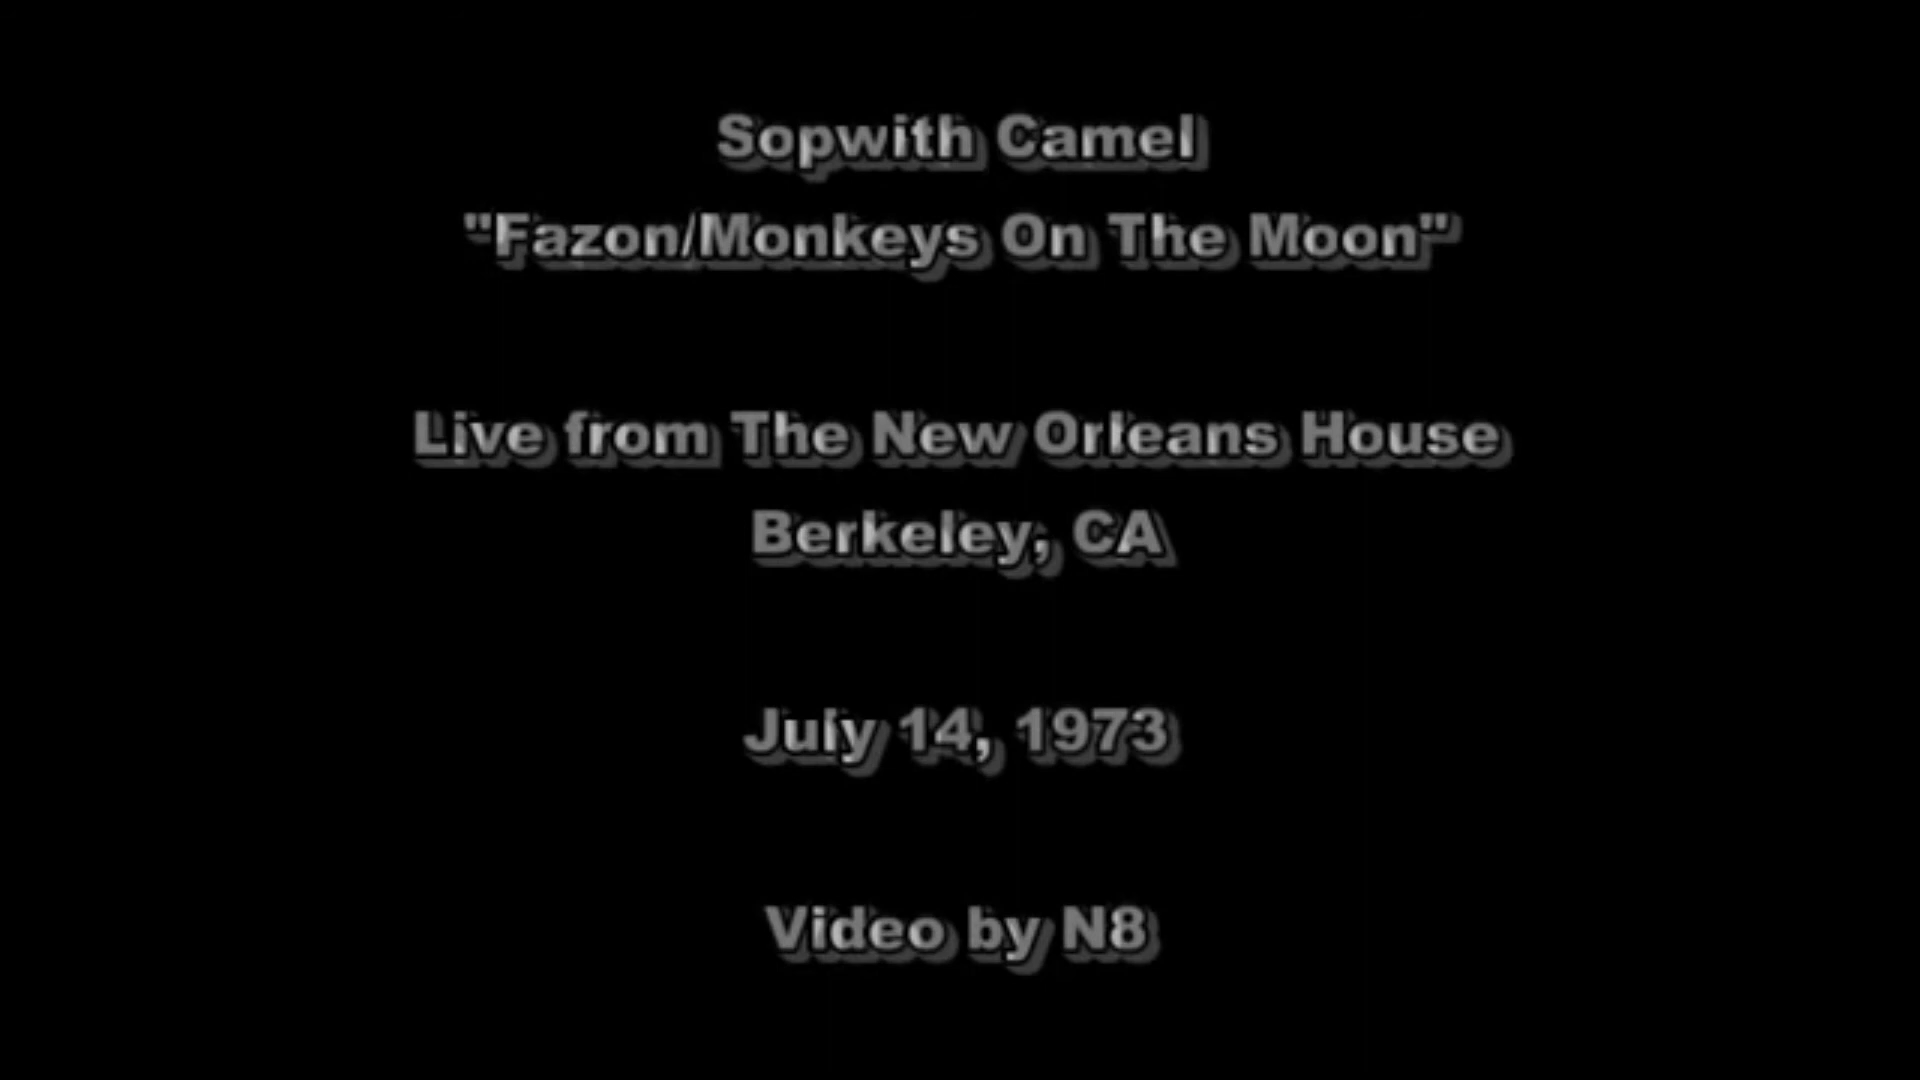 Sopwith Camel
"Fazon/Monkeys On The Moon"
Live from The New Orleans House
Berkeley, CA
July 14, 1973
Video by N8